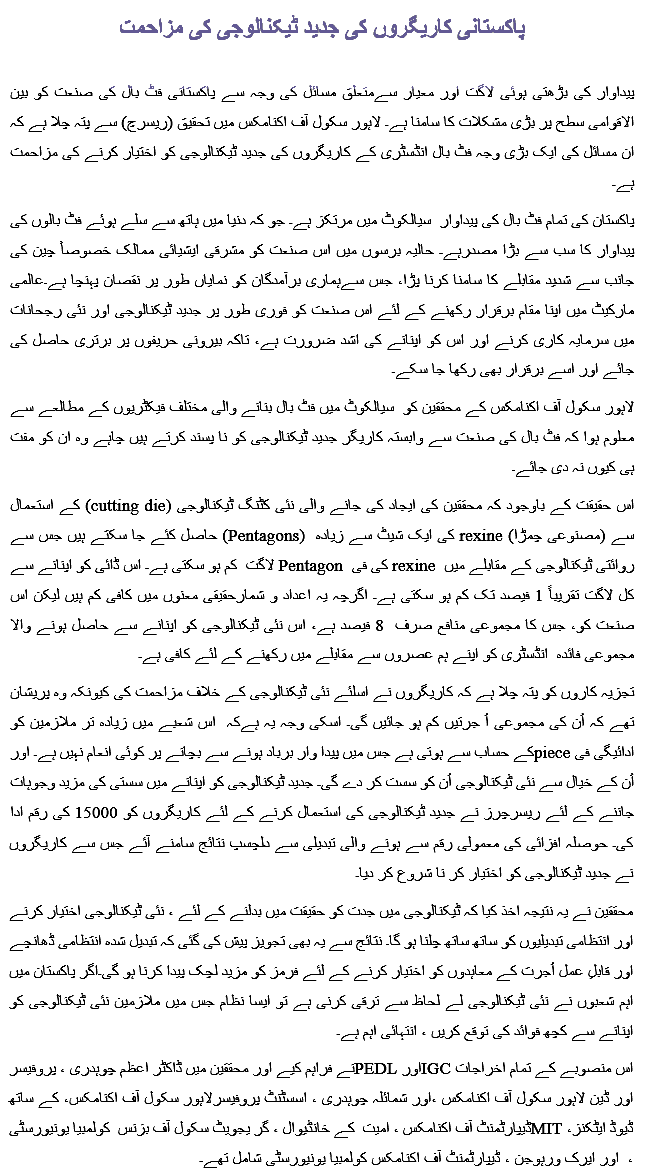 پاکستانی کاریگروں کی جدید ٹیکنالوجی کی مزاحمت
پیداوار کی بڑھتی ہوئی لاگت اور معیار سےمتعلق مسائل کی وجہ سے پاکستانی فٹ بال کی صنعت کو بین
الاقوامی سطح پر بڑی مشکلات کا سامنا ہے۔ لاہور سکول آف اکنامکس میں تحقیق (ریسرچ) سے پتہ چلا ہے کہ
ان مسائل کی ایک بڑی وجہ فٹ بال انڈسٹری کے کاریگروں کی جدید ٹیکنالوجی کو اختیار کرنے کی مزاحمت
ہے۔
پاکستان کی تمام فٹ بال کی پیداوار سیالکوٹ میں مرتکز ہے۔ جو کہ دنیا میں ہاتھ سے سلے ہوئے فٹ بالوں کی
پیداوار کا سب سے بڑا مصدرہے۔ حالیہ برسوں میں اس صنعت کو مشرقی ایشیائی ممالک خصوصاً چین کی
جانب سے شدید مقابلے کا سامنا کرنا پڑا، جس سےہماری برآمدگان کو نمایاں طور پر نقصان پہنچا ہے۔عالمی
مارکیٹ میں اپنا مقام برقرار رکھنے کے لئے اس صنعت کو فوری طور پر جدید ٹیکنالوجی اور نئی رجحانات
میں سرمایہ کاری کرنے اور اس کو اپنانے کی اشد ضرورت ہے، تاکہ بیرونی حریفوں پر برتری حاصل کی
جائے اور اسے برقرار بھی رکھا جا سکے۔
لاہور سکول آف اکنامکس کے محققین کو سیالکوٹ میں فٹ بال بنانے والی مختلف فیکٹریوں کے مطالعے سے
معلوم ہوا کہ فٹ بال کی صنعت سے وابستہ کاریگر جدید ٹیکنالوجی کو نا پسند کرتے ہیں چاہے وہ ان کو مفت
ہی کیوں نہ دی جائے۔
اس حقیقت کے باوجود کہ محققین کی ایجاد کی جانے والی نئی کٹنگ ٹیکنالوجی (cutting die) کے استعمال
سے (مصنوعی چمڑا) rexine کی ایک شیٹ سے زیادہ (Pentagons) حاصل کئے جا سکتے ہیں جس سے
روائتی ٹیکنالوجی کے مقابلے میں rexine کی فی Pentagon لاگت کم ہو سکتی ہے۔ اس ڈائی کو اپنانے سے
کل لاگت تقریباً 1 فیصد تک کم ہو سکتی ہے۔ اگرچہ یہ اعداد و شمارحقیقی معنوں میں کافی کم ہیں لیکن اس
صنعت کو، جس کا مجموعی منافع صرف 8 فیصد ہے، اس نئی ٹیکنالوجی کو اپنانے سے حاصل ہونے والا
مجموعی فائدہ انڈسٹری کو اپنے ہم عصروں سے مقابلے میں رکھنے کے لئے کافی ہے۔
تجزیہ کاروں کو پتہ چلا ہے کہ کاریگروں نے اسلئے نئی ٹیکنالوجی کے خلاف مزاحمت کی کیونکہ وہ پریشان
تھے کہ اُن کی مجموعی اُ جرتیں کم ہو جائیں گی۔ اسکی وجہ یہ ہےکہ اس شعبے میں زیادہ تر ملازمین کو
ادائیگی فی pieceکے حساب سے ہوتی ہے جس میں پیدا وار برباد ہونے سے بچانے پر کوئی انعام نہیں ہے۔ اور
اُن کے خیال سے نئی ٹیکنالوجی اُن کو سست کر دے گی۔ جدید ٹیکنالوجی کو اپنانے میں سستی کی مزید وجوہات
جاننے کے لئے ریسرچرز نے جدید ٹیکنالوجی کی استعمال کرنے کے لئے کاریگروں کو 15000 کی رقم ادا
کی۔ حوصلہ افزائی کی معمولی رقم سے ہونے والی تبدیلی سے دلچسپ نتائج سامنے آئے جس سے کاریگروں
نے جدید ٹیکنالوجی کو اختیار کر نا شروع کر دیا۔
محققین نے یہ نتیجہ اخذ کیا کہ ٹیکنالوجی میں جدت کو حقیقت میں بدلنے کے لئے ، نئی ٹیکنالوجی اختیار کرنے
اور انتظامی تبدیلیوں کو ساتھ ساتھ چلنا ہو گا۔ نتائج سے یہ بھی تجویز پیش کی گئی کہ تبدیل شدہ انتظامی ڈھانچے
اور قابلِ عمل اُجرت کے معاہدوں کو اختیار کرنے کے لئے فرمز کو مزید لچک پیدا کرنا ہو گی۔اگر پاکستان میں
اہم شعبوں نے نئی ٹیکنالوجی لے لحاظ سے ترقی کرنی ہے تو ایسا نظام جس میں ملازمین نئی ٹیکنالوجی کو
اپنانے سے کچھ فوائد کی توقع کریں ، انتہائی اہم ہے۔
اس منصوبے کے تمام اخراجات IGCاور PEDLنے فراہم کیے اور محققین میں ڈاکٹر اعظم چوہدری ، پروفیسر
اور ڈین لاہور سکول آف اکنامکس ،اور شمائلہ چوہدری ، اسسٹنٹ پروفیسرلاہور سکول آف اکنامکس، کے ساتھ
ڈیوڈ ایٹکنز، MITڈیپارٹمنٹ آف اکنامکس ، امیت کے خانڈیوال ، گر یجویٹ سکول آف بزنس کولمبیا یونیورسٹی
، اور ایرک ورہوجن ، ڈیپارٹمنٹ آف اکنامکس کولمبیا یونیورسٹی شامل تھے۔